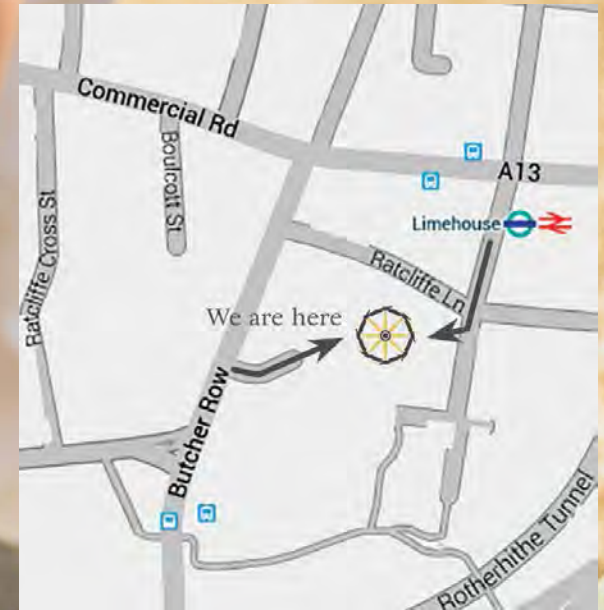 Commercial Rd
Boulcott St
A13
Limehouse
Ratcliffe Cross St
Ratcliffe Ln
We are here
Butcher Row
Rotherhithe Tunnel